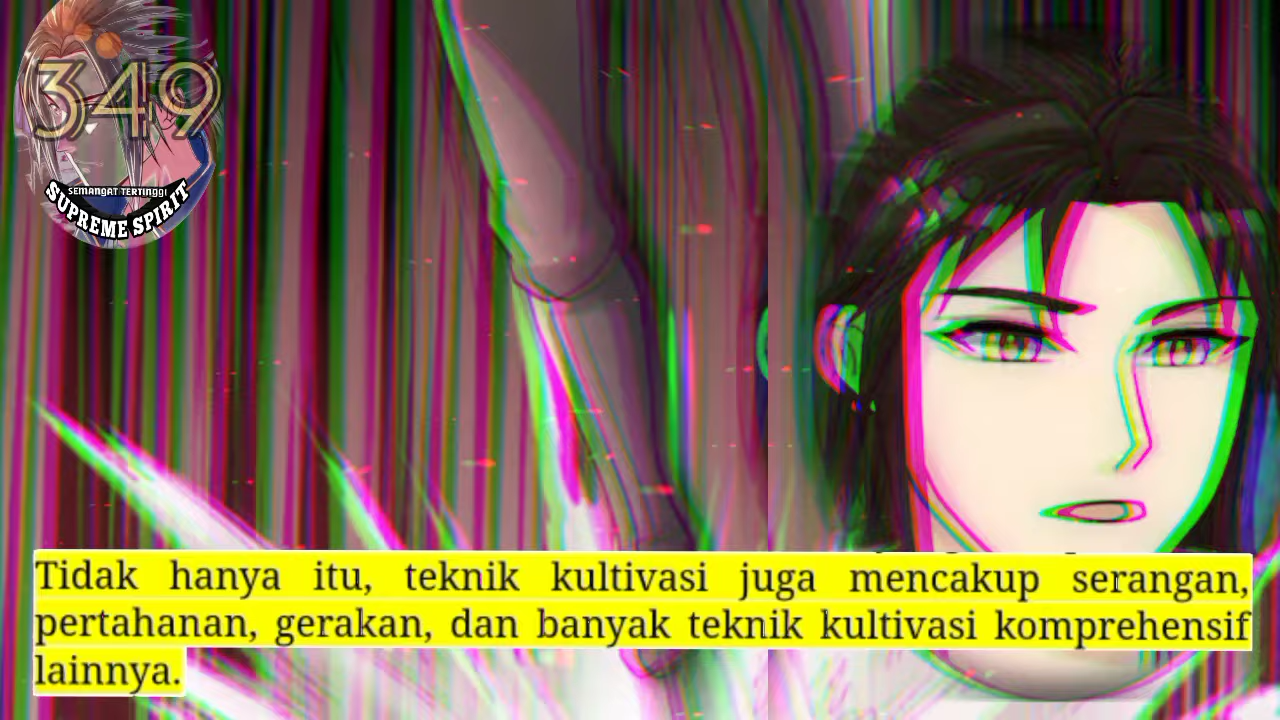 349
SEMANGAT TERTINGGI
SUPREME SPIRIT
Tidak hanya itu, teknik kultivasi juga mencakup serangan,
pertahanan, gerakan, dan banyak teknik kultivasi komprehensif
lainnya.